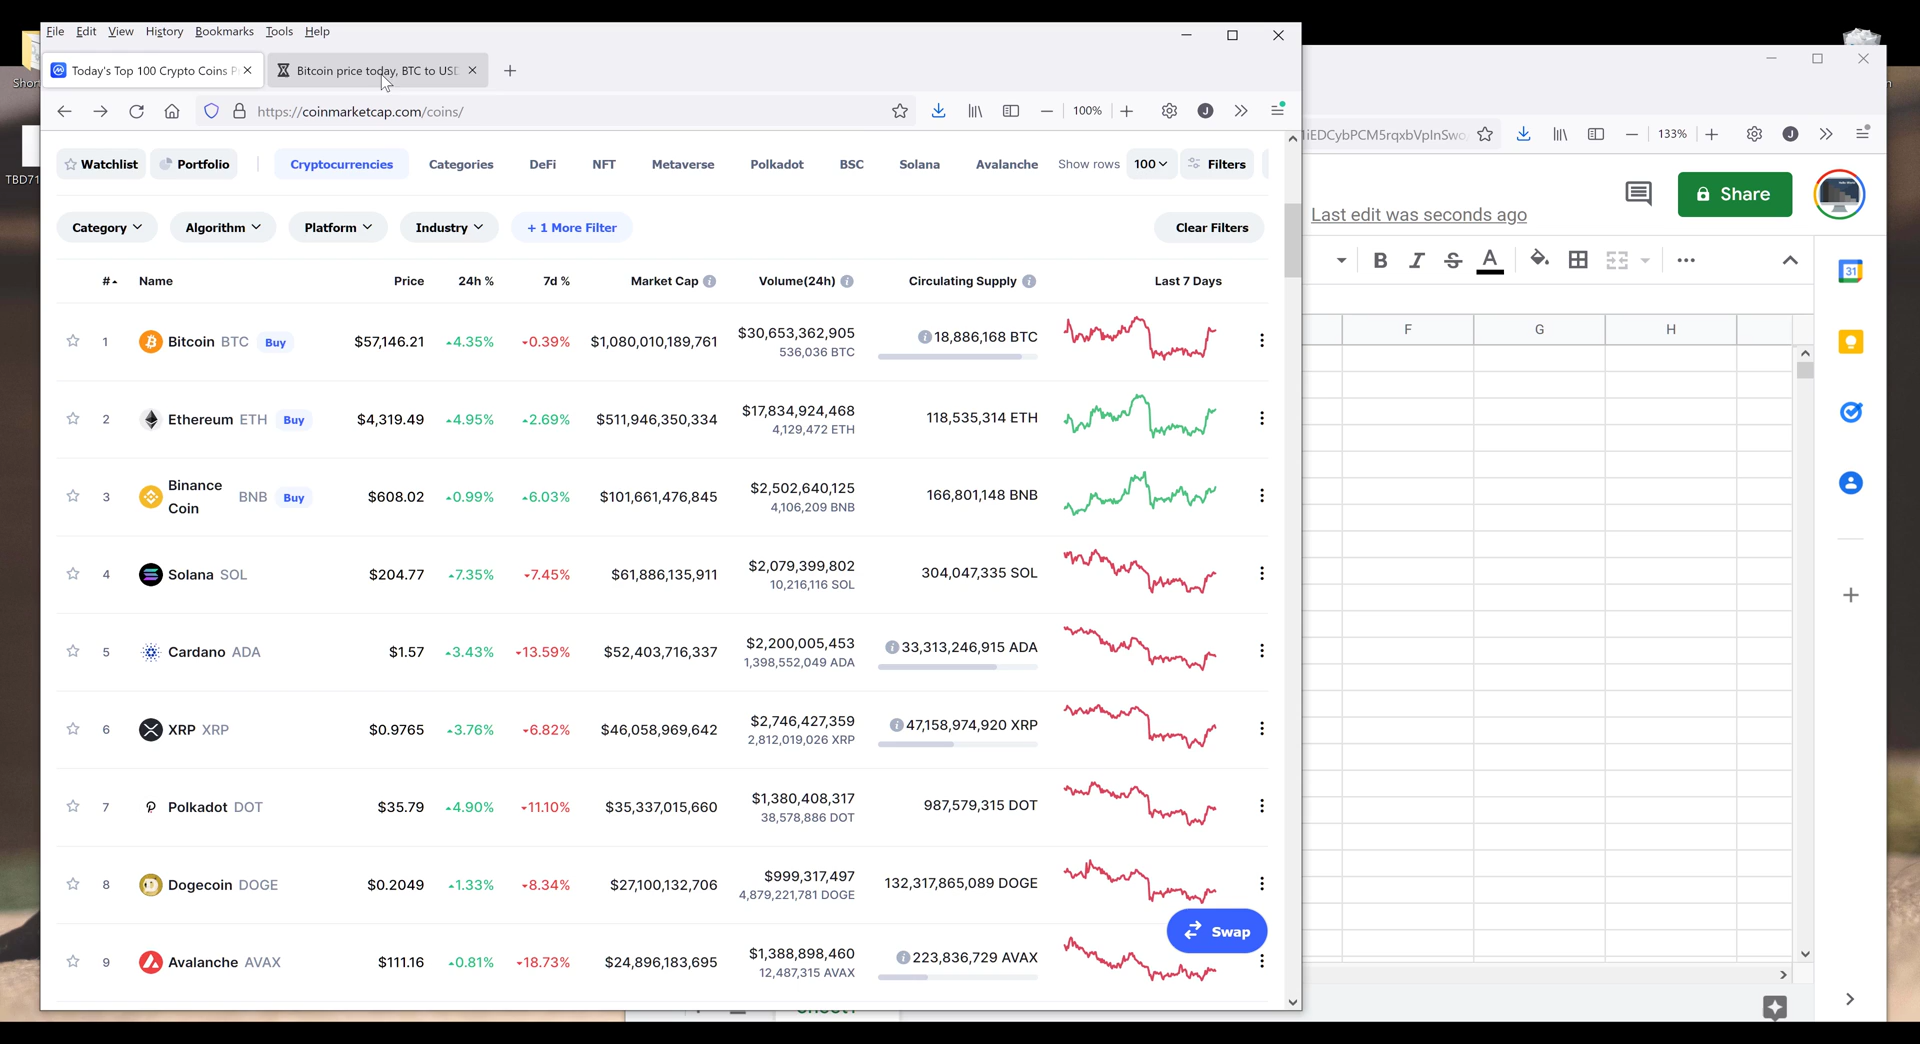 File Edit View History Bookmarks Tools Help
Today's Top 100 Crypto Coins P
Bitcoin price today, BTC to USD
https://coinmarketcap.com/coins/
100%
J
Watchlist Portfolio Cryptocurrencies Categories DeFi NFT Metaverse Polkadot BSC Solana Avalanche Show rows 100 Filters
Category Algorithm Platform Industry + 1 More Filter Clear Filters
# Name Price 24h % 7d % Market Cap Volume(24h) Circulating Supply Last 7 Days
1 Bitcoin BTC Buy $57,146.21 4.35% 0.39% $1,080,010,189,761 $30,653,362,905 18,886,168 BTC
536,036 BTC
2 Ethereum ETH Buy $4,319.49 4.95% 2.69% $511,946,350,334 $17,834,924,468 118,535,314 ETH
4,129,472 ETH
3 Binance Coin BNB Buy $608.02 0.99% 6.03% $101,661,476,845 $2,502,640,125 166,801,148 BNB
4,106,209 BNB
4 Solana SOL $204.77 7.35% 7.45% $61,886,135,911 $2,079,399,802 304,047,335 SOL
10,216,116 SOL
5 Cardano ADA $1.57 3.43% 13.59% $52,403,716,337 $2,200,005,453 33,313,246,915 ADA
1,398,552,049 ADA
6 XRP XRP $0.9765 3.76% 6.82% $46,058,969,642 $2,746,427,359 47,158,974,920 XRP
2,812,019,026 XRP
7 Polkadot DOT $35.79 4.90% 11.10% $35,337,015,660 $1,380,408,317 987,579,315 DOT
38,578,886 DOT
8 Dogecoin DOGE $0.2049 1.33% 8.34% $27,100,132,706 $999,317,497 132,317,865,089 DOGE
4,879,221,781 DOGE
Swap
9 Avalanche AVAX $111.16 0.81% 18.73% $24,896,183,695 $1,388,898,460 223,836,729 AVAX
12,487,315 AVAX
133%
J
Share
Last edit was seconds ago
B I S A
31
F G H
Shor
TBD71